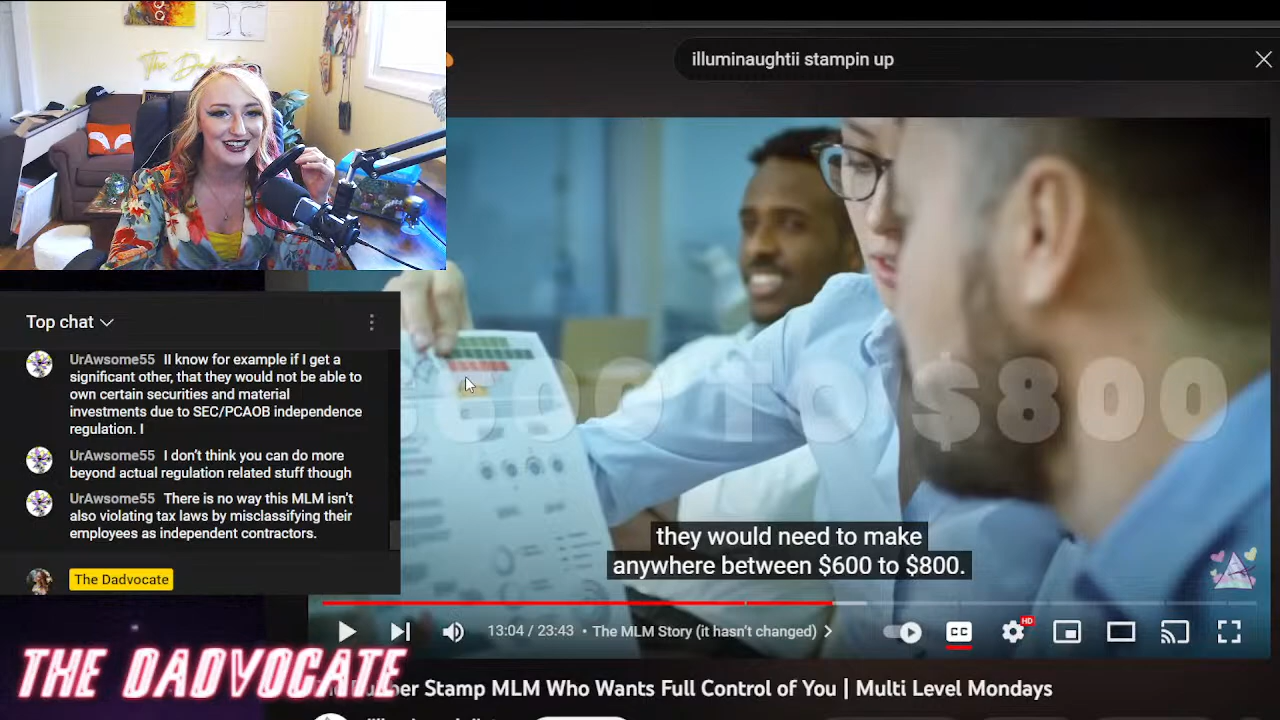 The Dadvocate
illuminaughtii stampin up
Top chat
UrAwsome55 II know for example if I get a
significant other, that they would not be able to
own certain securities and material
investments due to SEC/PCAOB independence
regulation. I
UrAwsome55 I don't think you can do more
beyond actual regulation related stuff though
UrAwsome55 There is no way this MLM isn't
also violating tax laws by misclassifying their
employees as independent contractors.
The Dadvocate
TO $800
they would need to make
anywhere between $600 to $800.
13:04 / 23:43 • The MLM Story (it hasn't changed)
CC
HD
THE DADVOCATE
Stamp MLM Who Wants Full Control of You | Multi Level Mondays